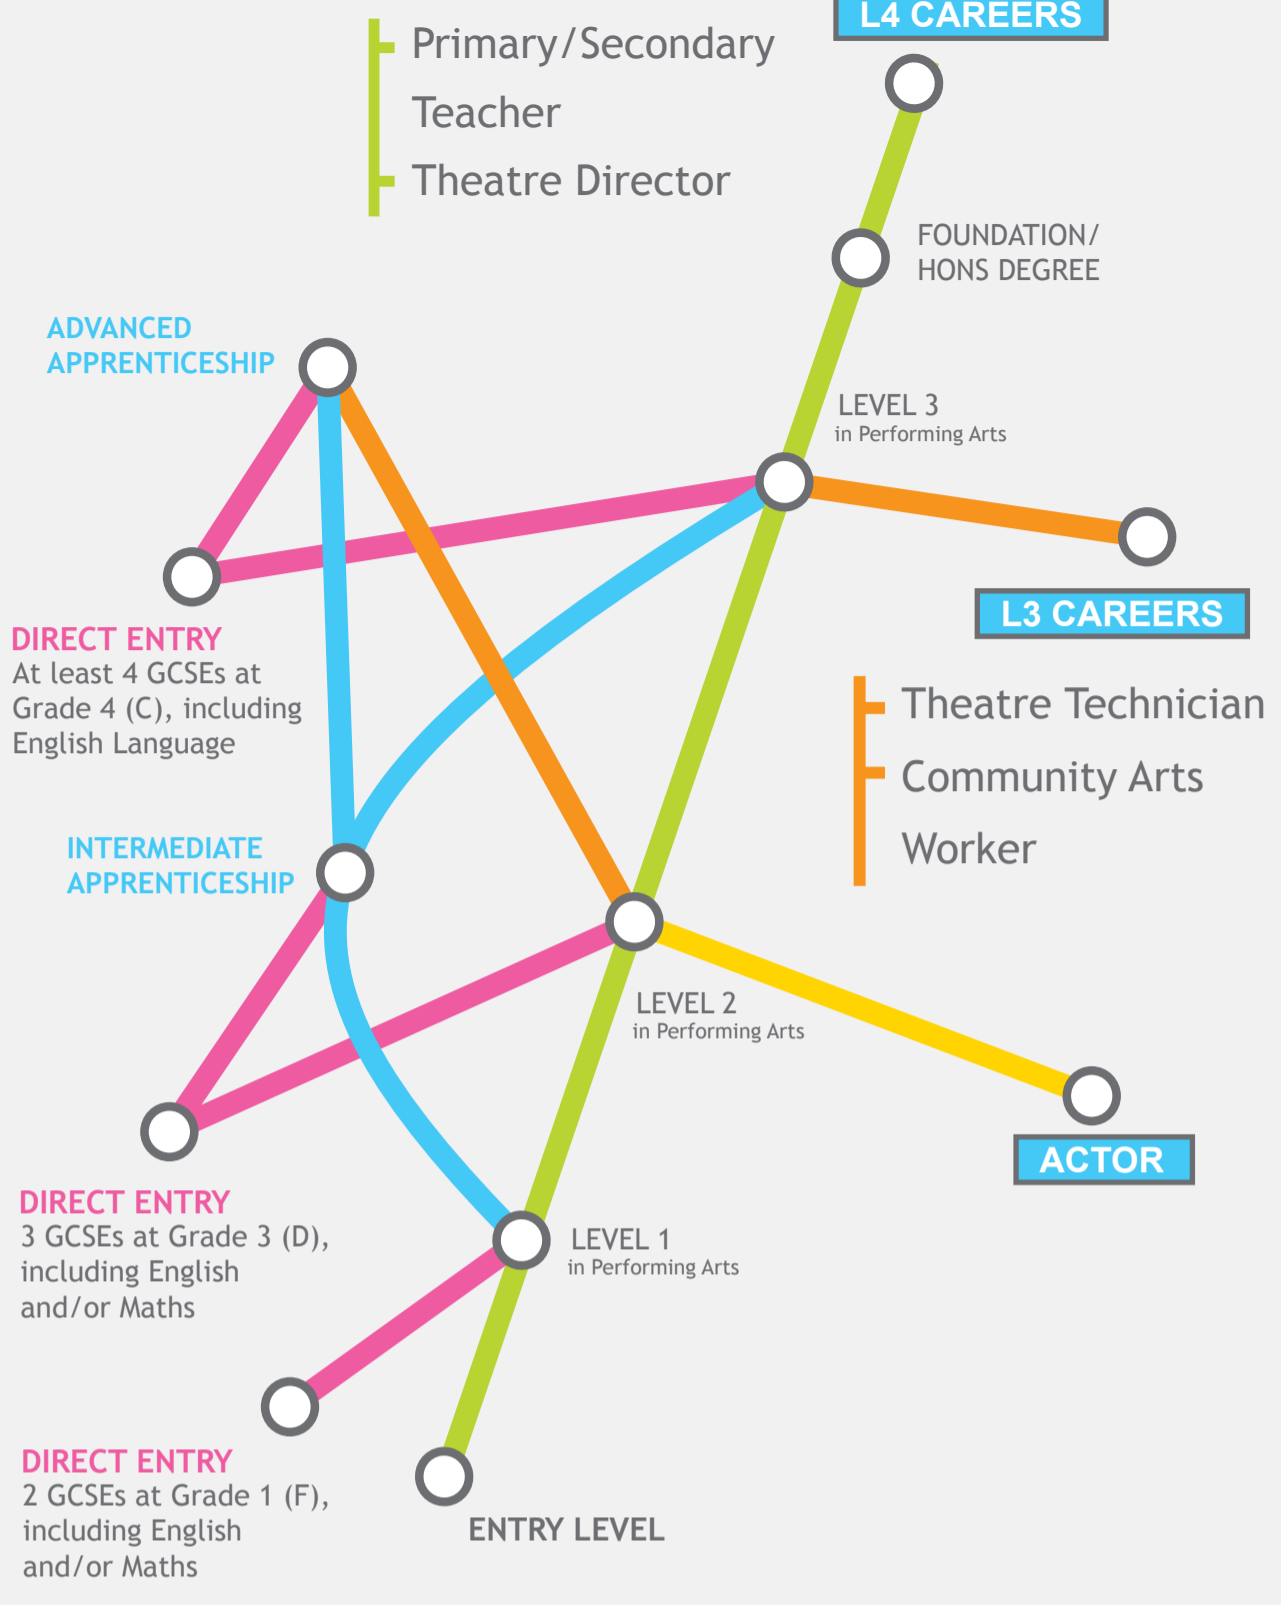 L4 CAREERS
Primary/Secondary
Teacher
Theatre Director
FOUNDATION/
HONS DEGREE
ADVANCED
APPRENTICESHIP
LEVEL 3
in Performing Arts
DIRECT ENTRY
At least 4 GCSEs at
Grade 4 (C), including
English Language
L3 CAREERS
Theatre Technician
Community Arts
Worker
INTERMEDIATE
APPRENTICESHIP
LEVEL 2
in Performing Arts
ACTOR
DIRECT ENTRY
3 GCSEs at Grade 3 (D),
including English
and/or Maths
LEVEL 1
in Performing Arts
DIRECT ENTRY
2 GCSEs at Grade 1 (F),
including English
and/or Maths
ENTRY LEVEL